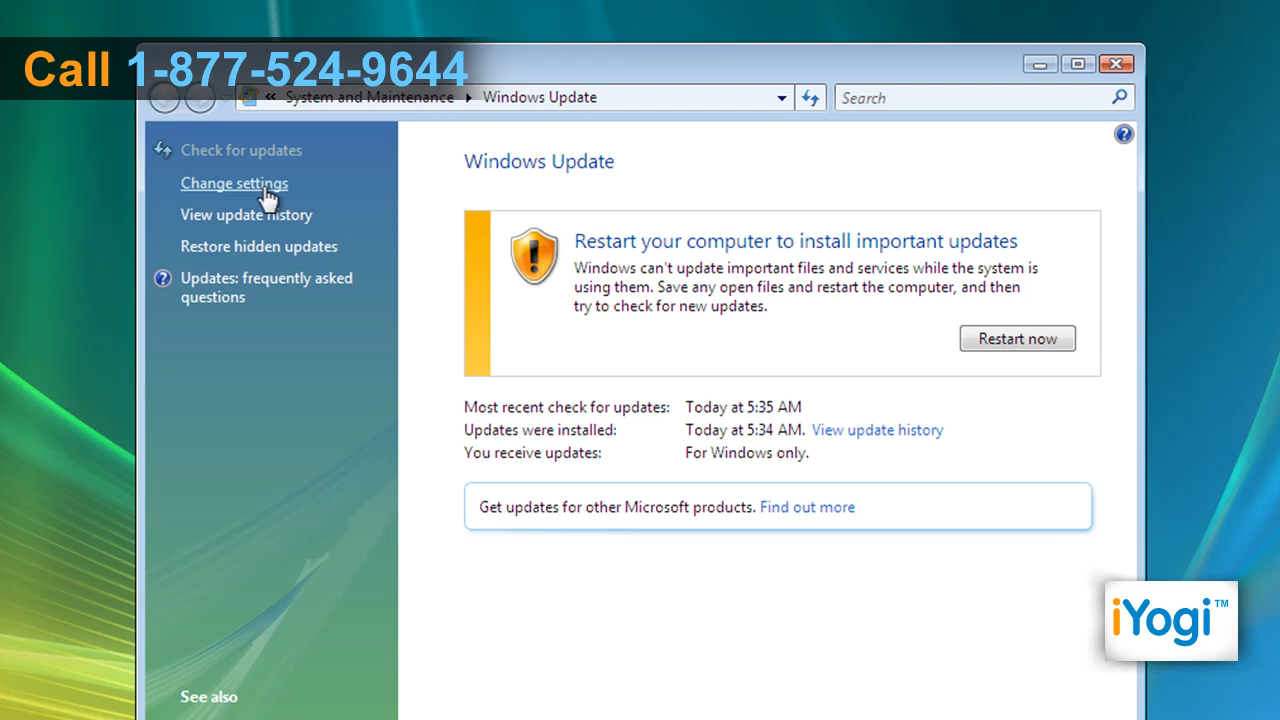 Call 1-877-524-9644
« System and Maintenance Windows Update
Search
Check for updates
Change settings
View update history
Restore hidden updates
Updates: frequently asked
questions
See also
Windows Update
Restart your computer to install important updates
Windows can't update important files and services while the system is
using them. Save any open files and restart the computer, and then
try to check for new updates.
Restart now
Most recent check for updates: Today at 5:35 AM
Updates were installed: Today at 5:34 AM. View update history
You receive updates: For Windows only.
Get updates for other Microsoft products. Find out more
iYogi™